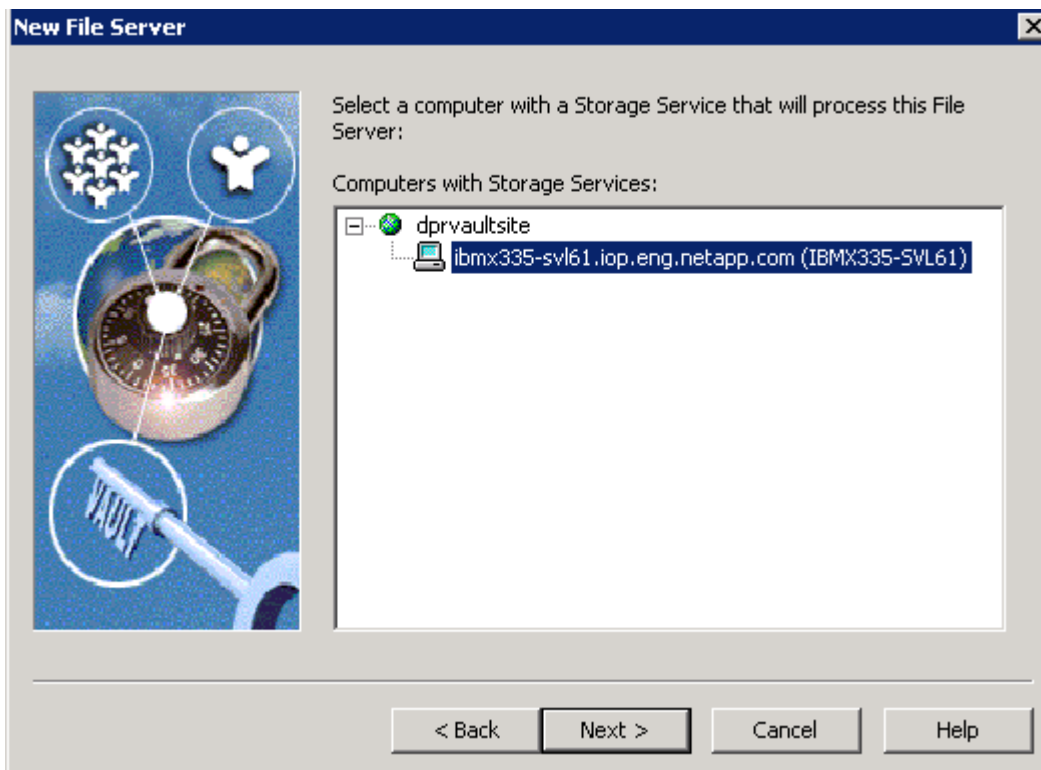 New File Server
Select a computer with a Storage Service that will process this File
Server:
Computers with Storage Services:
dprvaultsite
ibmx335-svl61.iop.eng.netapp.com (IBMX335-SVL61)
VAULT
< Back
Next >
Cancel
Help